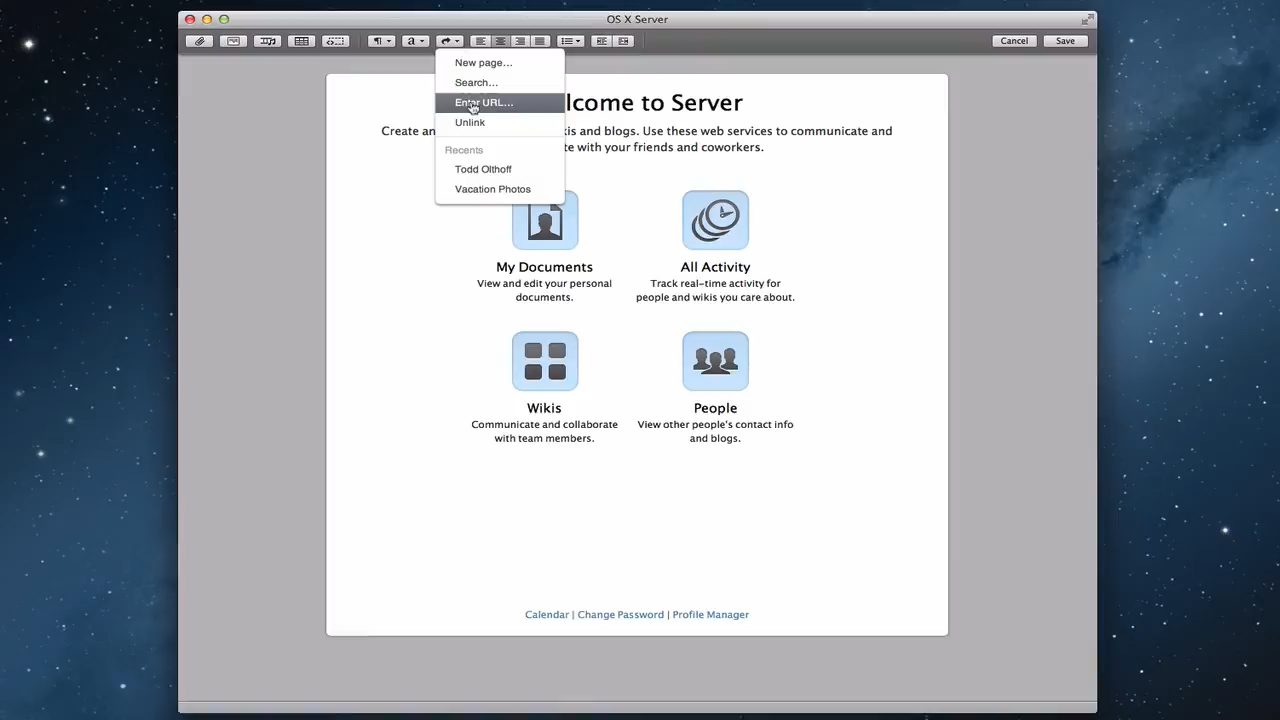 OS X Server
a
Cancel
Save
New page...
Search...
Enter URL...
Unlink
Recents
Todd Olthoff
Vacation Photos
lcome to Server
Create an
kis and blogs. Use these web services to communicate and
te with your friends and coworkers.
My Documents
View and edit your personal
documents.
All Activity
Track real-time activity for
people and wikis you care about.
Wikis
Communicate and collaborate
with team members.
People
View other people's contact info
and blogs.
Calendar | Change Password | Profile Manager